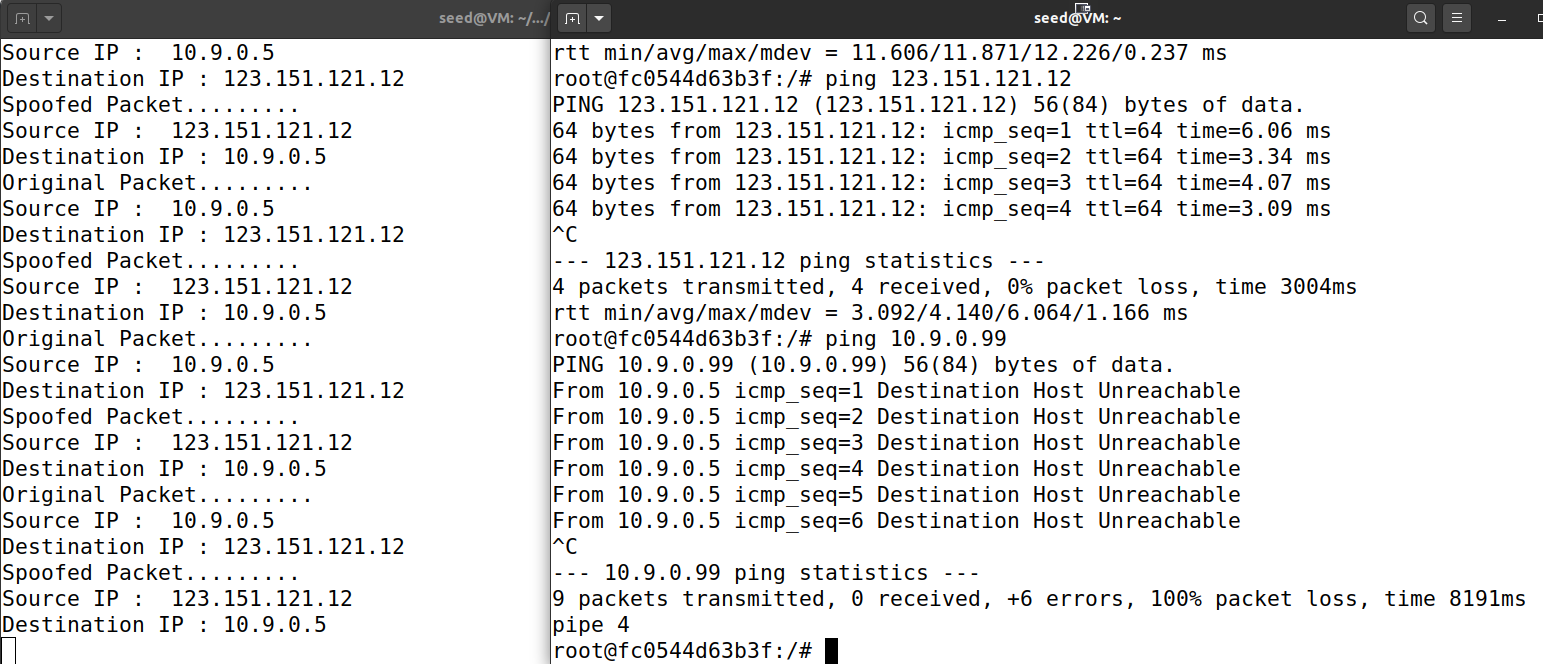 seed@VM: ~/.../
Source IP :  10.9.0.5
Destination IP : 123.151.121.12
Spoofed Packet.........
Source IP :  123.151.121.12
Destination IP : 10.9.0.5
Original Packet.........
Source IP :  10.9.0.5
Destination IP : 123.151.121.12
Spoofed Packet.........
Source IP :  123.151.121.12
Destination IP : 10.9.0.5
Original Packet.........
Source IP :  10.9.0.5
Destination IP : 123.151.121.12
Spoofed Packet.........
Source IP :  123.151.121.12
Destination IP : 10.9.0.5
Original Packet.........
Source IP :  10.9.0.5
Destination IP : 123.151.121.12
Spoofed Packet.........
Source IP :  123.151.121.12
Destination IP : 10.9.0.5
seed@VM: ~
rtt min/avg/max/mdev = 11.606/11.871/12.226/0.237 ms
root@fc0544d63b3f:/# ping 123.151.121.12
PING 123.151.121.12 (123.151.121.12) 56(84) bytes of data.
64 bytes from 123.151.121.12: icmp_seq=1 ttl=64 time=6.06 ms
64 bytes from 123.151.121.12: icmp_seq=2 ttl=64 time=3.34 ms
64 bytes from 123.151.121.12: icmp_seq=3 ttl=64 time=4.07 ms
64 bytes from 123.151.121.12: icmp_seq=4 ttl=64 time=3.09 ms
^C
--- 123.151.121.12 ping statistics ---
4 packets transmitted, 4 received, 0% packet loss, time 3004ms
rtt min/avg/max/mdev = 3.092/4.140/6.064/1.166 ms
root@fc0544d63b3f:/# ping 10.9.0.99
PING 10.9.0.99 (10.9.0.99) 56(84) bytes of data.
From 10.9.0.5 icmp_seq=1 Destination Host Unreachable
From 10.9.0.5 icmp_seq=2 Destination Host Unreachable
From 10.9.0.5 icmp_seq=3 Destination Host Unreachable
From 10.9.0.5 icmp_seq=4 Destination Host Unreachable
From 10.9.0.5 icmp_seq=5 Destination Host Unreachable
From 10.9.0.5 icmp_seq=6 Destination Host Unreachable
^C
--- 10.9.0.99 ping statistics ---
9 packets transmitted, 0 received, +6 errors, 100% packet loss, time 8191ms
pipe 4
root@fc0544d63b3f:/#